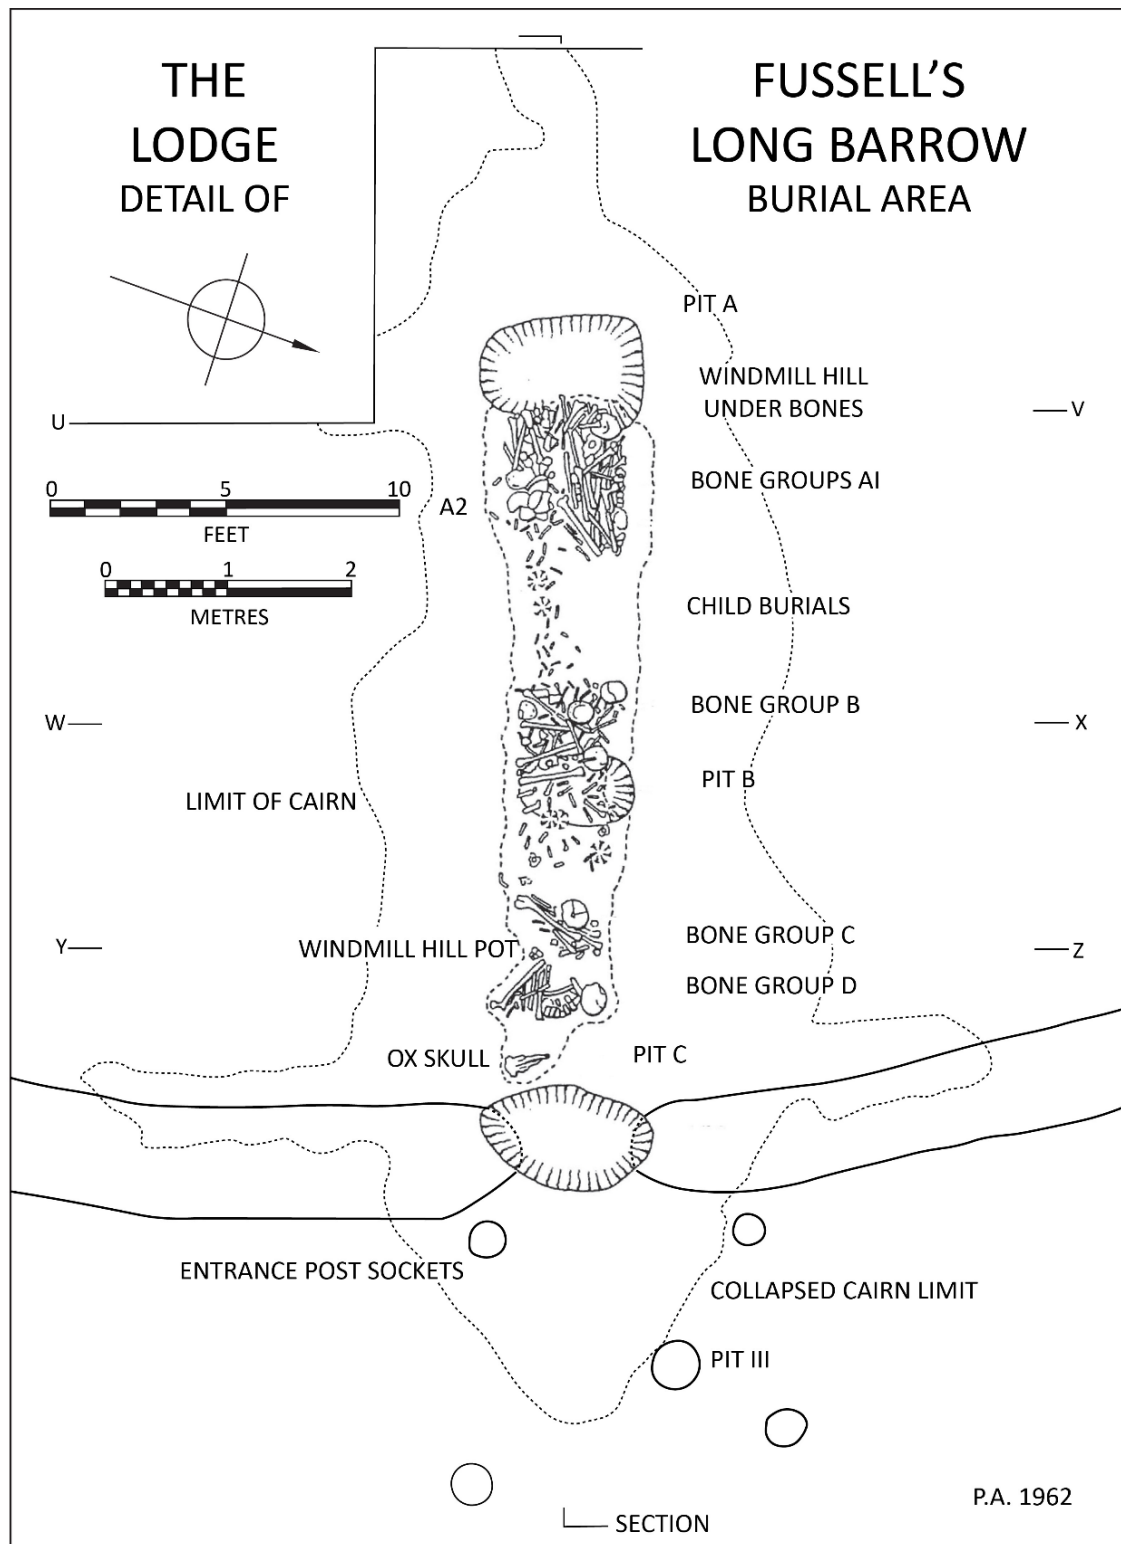 THE
LODGE
DETAIL OF
FUSSELL’S
LONG BARROW
BURIAL AREA
PIT A
WINDMILL HILL
UNDER BONES
U
V
BONE GROUPS AI
0 5 10
FEET
A2
0 1 2
METRES
CHILD BURIALS
BONE GROUP B
W
X
PIT B
LIMIT OF CAIRN
BONE GROUP C
Y
WINDMILL HILL POT
Z
BONE GROUP D
OX SKULL
PIT C
ENTRANCE POST SOCKETS
COLLAPSED CAIRN LIMIT
PIT III
P.A. 1962
SECTION